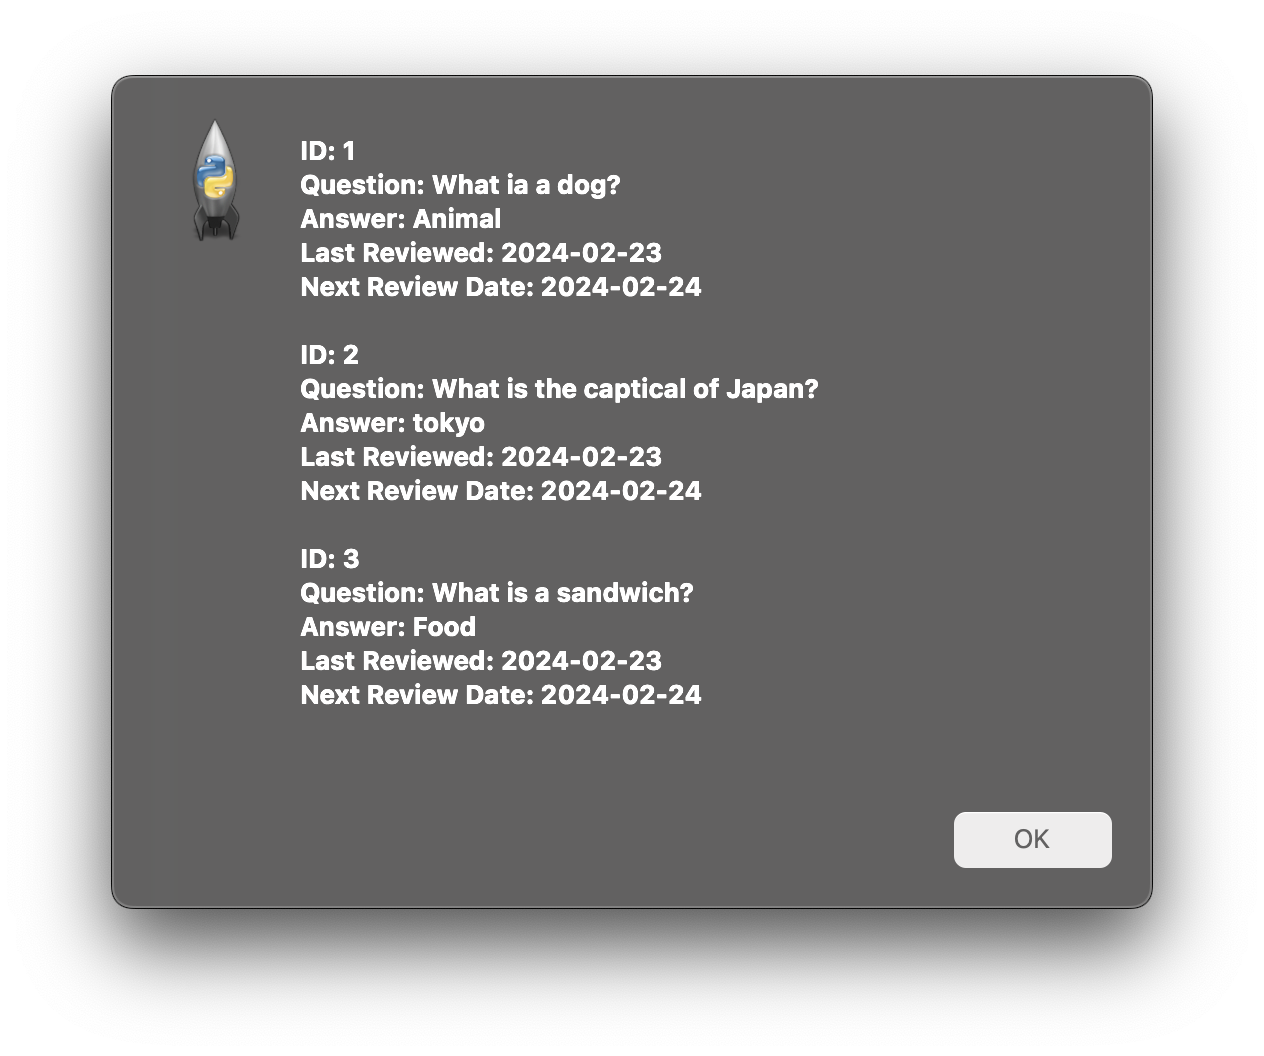 ID: 1
Question: What ia a dog?
Answer: Animal
Last Reviewed: 2024-02-23
Next Review Date: 2024-02-24
ID: 2
Question: What is the captical of Japan?
Answer: tokyo
Last Reviewed: 2024-02-23
Next Review Date: 2024-02-24
ID: 3
Question: What is a sandwich?
Answer: Food
Last Reviewed: 2024-02-23
Next Review Date: 2024-02-24
OK